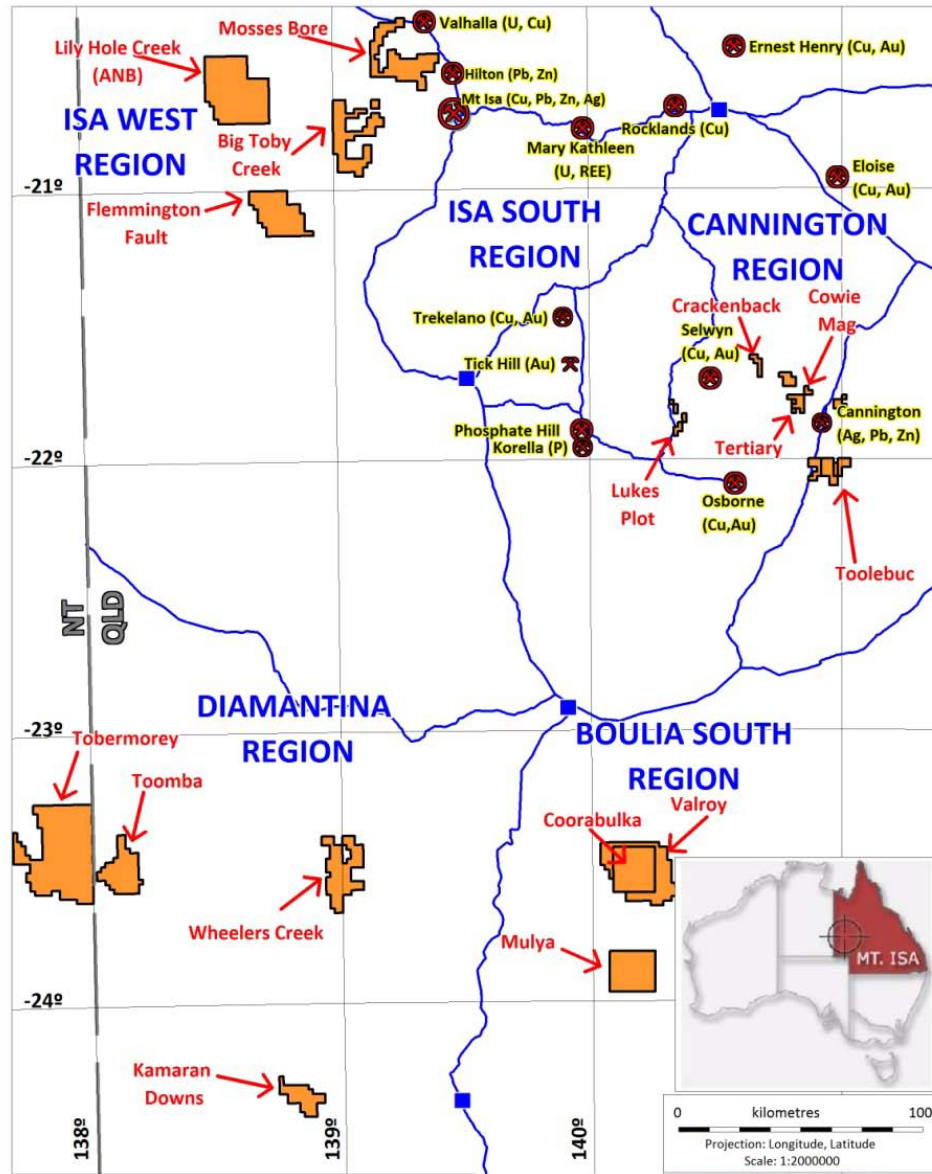 Mosses Bore
Valhalla (U, Cu)
Ernest Henry (Cu, Au)
Lily Hole Creek
(ANB)
Hilton (Pb, Zn)
Mt Isa (Cu, Pb, Zn, Ag)
ISA WEST
REGION
Big Toby
Creek
Rocklands (Cu)
Mary Kathleen
(U, REE)
Eloise
(Cu, Au)
-21º
Flemmington
Fault
ISA SOUTH
REGION
CANNINGTON
REGION
Crackenback
Cowie
Mag
Trekelano (Cu, Au)
Selwyn
(Cu, Au)
Tick Hill (Au)
Phosphate Hill
Korella (P)
Cannington
(Ag, Pb, Zn)
Tertiary
-22º
Lukes
Plot
Osborne
(Cu,Au)
Toolebuc
NT
QLD
DIAMANTINA
REGION
-23º
BOULIA SOUTH
REGION
Tobermorey
Toomba
Valroy
Coorabulka
Wheelers Creek
Mulya
MT. ISA
-24º
Kamaran
Downs
138º
139º
140º
0 kilometres 100
Projection: Longitude, Latitude
Scale: 1:2000000